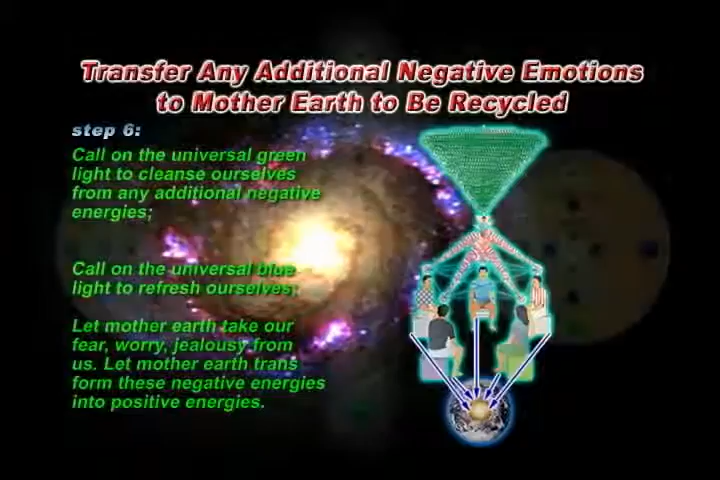 Transfer Any Additional Negative Emotions
to Mother Earth to Be Recycled
step 6:
Call on the universal green
light to cleanse ourselves
from any additional negative
energies;
Call on the universal blue
light to refresh ourselves;
Let mother earth take our
fear, worry, jealousy from
us. Let mother earth trans
form these negative energies
into positive energies.